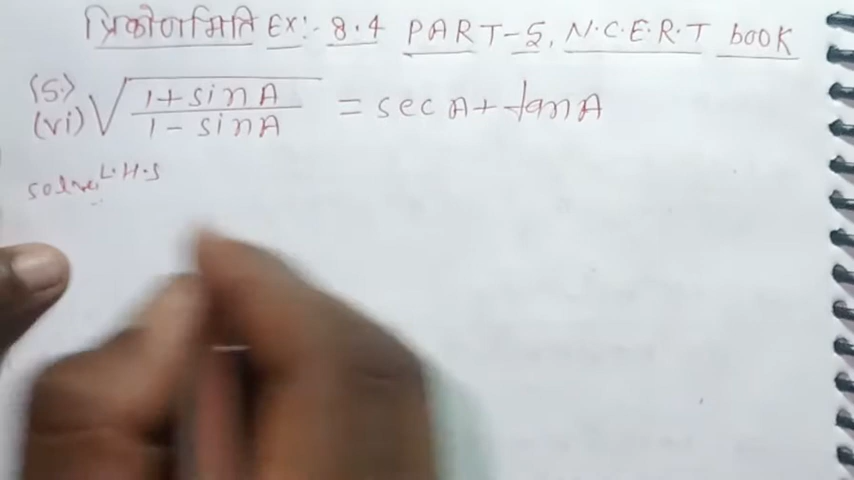 त्रिकोणमिति Ex:- 8.4 PART-5, N.C.E.R.T book
(5.)
(vi) √(1+sinA / 1-sinA) = secA+tanA
solve L.H.S